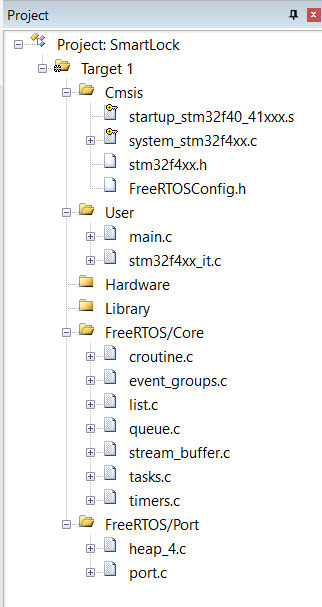 Project
Project: SmartLock
Target 1
Cmsis
startup_stm32f40_41xxx.s
system_stm32f4xx.c
stm32f4xx.h
FreeRTOSConfig.h
User
main.c
stm32f4xx_it.c
Hardware
Library
FreeRTOS/Core
croutine.c
event_groups.c
list.c
queue.c
stream_buffer.c
tasks.c
timers.c
FreeRTOS/Port
heap_4.c
port.c